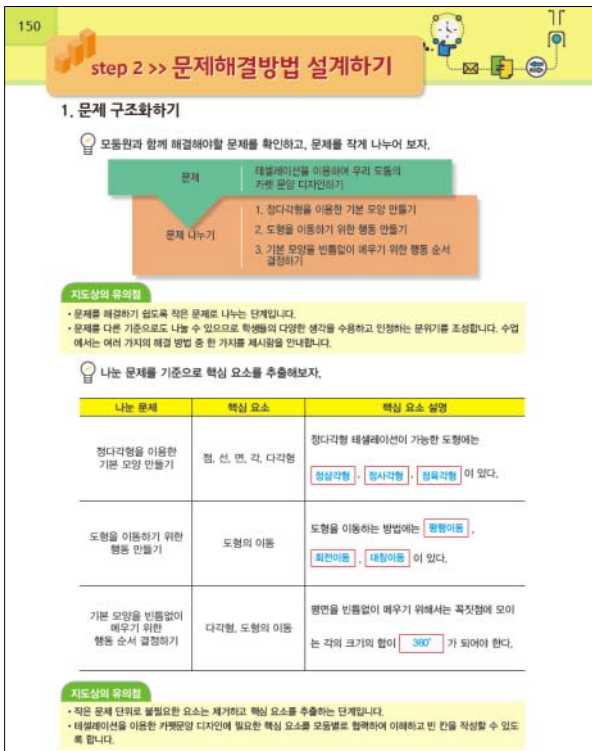 150
step 2 >> 문제해결방법 설계하기
1. 문제 구조화하기
모둠원과 함께 해결해야할 문제를 확인하고, 문제를 작게 나누어 보자.
문제
테셀레이션을 이용하여 우리 모둠의
카펫 문양 디자인하기
문제 나누기
1. 정다각형을 이용한 기본 모양 만들기
2. 도형을 이동하기 위한 행동 만들기
3. 기본 모양을 빈틈없이 메우기 위한 행동 순서
결정하기
지도상의 유의점
• 문제를 해결하기 쉽도록 작은 문제로 나누는 단계입니다.
• 문제를 다른 기준으로도 나눌 수 있으므로 학생들의 다양한 생각을 수용하고 인정하는 분위기를 조성합니다. 수업
에서는 여러 가지의 해결 방법 중 한 가지를 제시함을 안내합니다.
나눈 문제를 기준으로 핵심 요소를 추출해보자.
나눈 문제 핵심 요소 핵심 요소 설명
정다각형을 이용한
기본 모양 만들기
점, 선, 면, 각, 다각형
정다각형 테셀레이션이 가능한 도형에는
정삼각형, 정사각형, 정육각형 이 있다.
도형을 이동하기 위한
행동 만들기
도형의 이동
도형을 이동하는 방법에는 평행이동,
회전이동, 대칭이동 이 있다.
기본 모양을 빈틈없이
메우기 위한
행동 순서 결정하기
다각형, 도형의 이동
평면을 빈틈없이 메우기 위해서는 꼭짓점에 모이
는 각의 크기의 합이 360° 가 되어야 한다.
지도상의 유의점
• 작은 문제 단위로 불필요한 요소는 제거하고 핵심 요소를 추출하는 단계입니다.
• 테셀레이션을 이용한 카펫문양 디자인에 필요한 핵심 요소를 모둠별로 협력하여 이해하고 빈 칸을 작성할 수 있도
록 합니다.